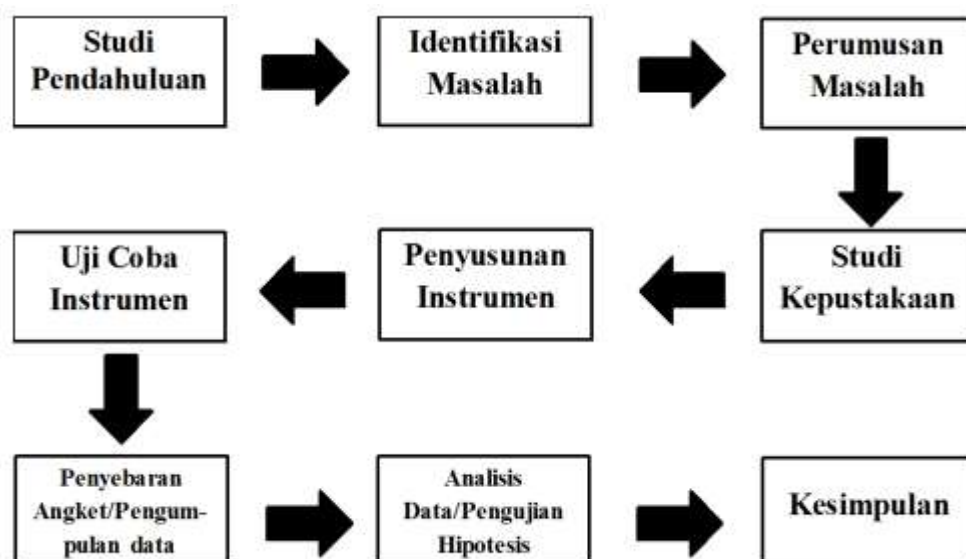 Studi
Pendahuluan
Identifikasi
Masalah
Perumusan
Masalah
Studi
Kepustakaan
Penyusunan
Instrumen
Uji Coba
Instrumen
Penyebaran
Angket/Pengum-
pulan data
Analisis
Data/Pengujian
Hipotesis
Kesimpulan